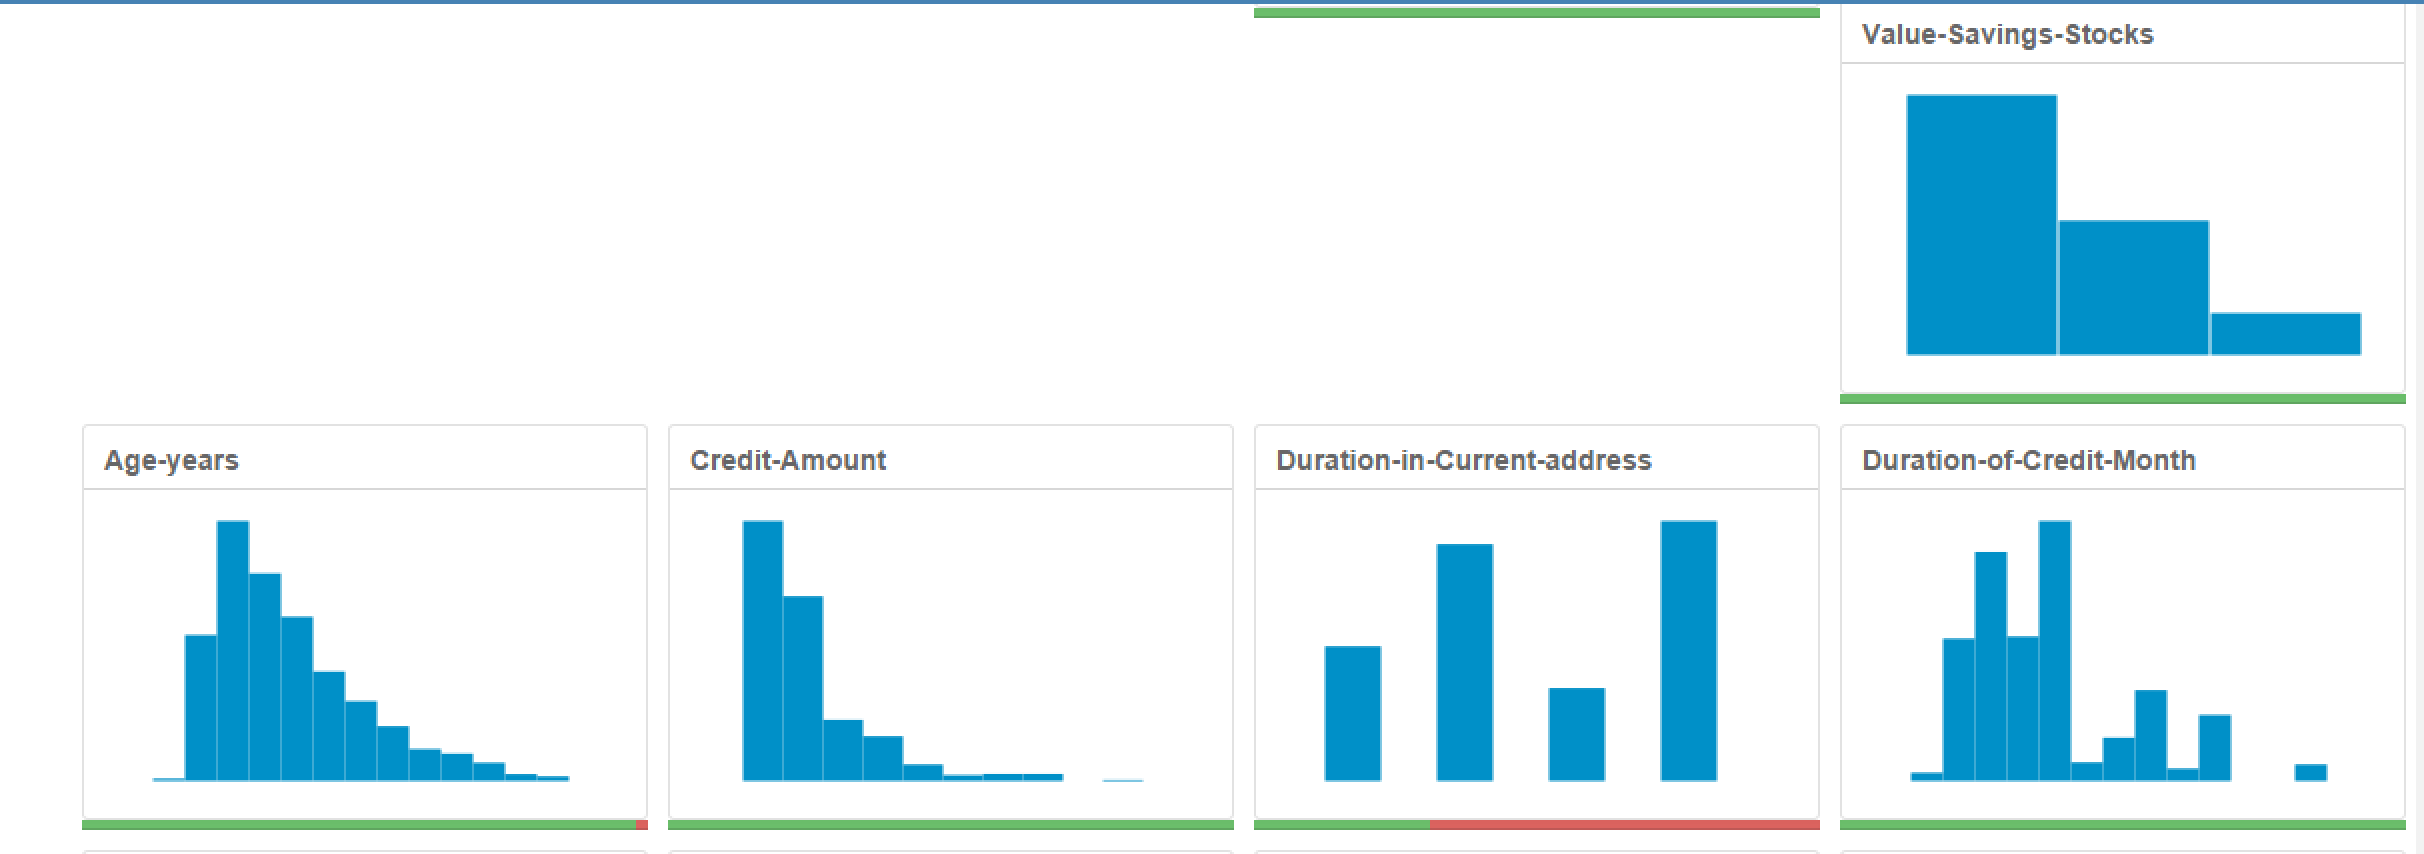 Value-Savings-Stocks
Age-years
Credit-Amount
Duration-in-Current-address
Duration-of-Credit-Month